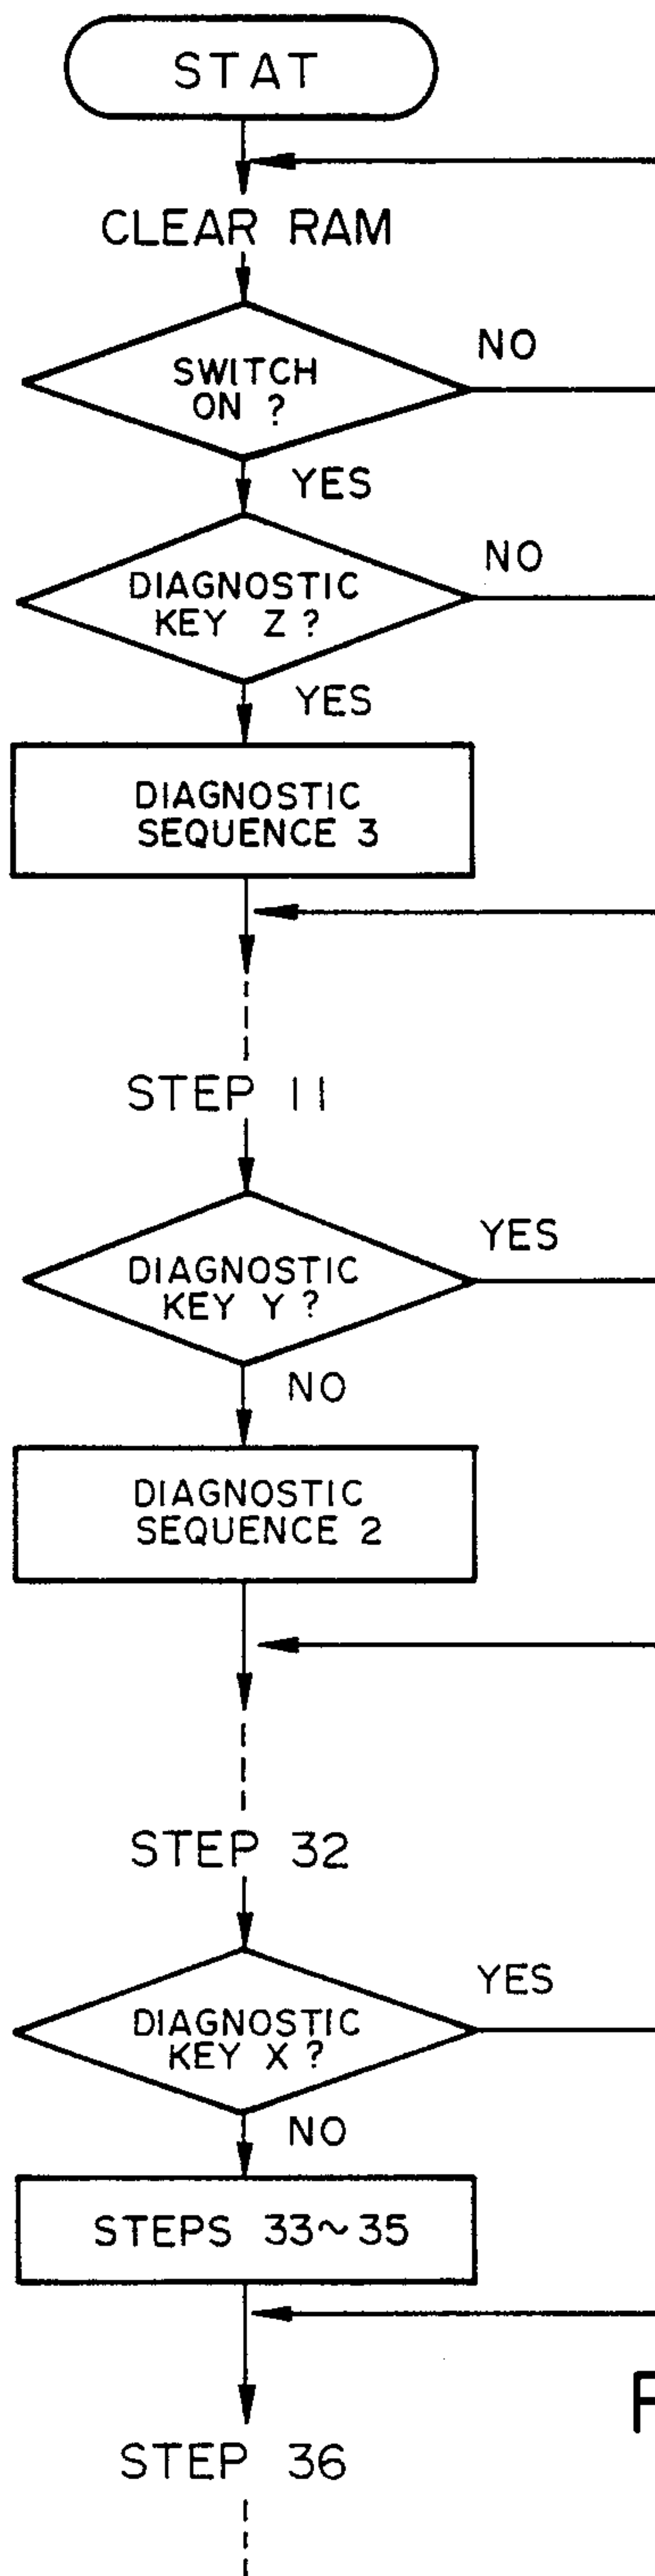 STAT
CLEAR RAM
SWITCH
ON ?
NO
YES
DIAGNOSTIC
KEY Z ?
NO
YES
DIAGNOSTIC
SEQUENCE 3
STEP 11
DIAGNOSTIC
KEY Y ?
YES
NO
DIAGNOSTIC
SEQUENCE 2
STEP 32
DIAGNOSTIC
KEY X ?
YES
NO
STEPS 33~35
STEP 36